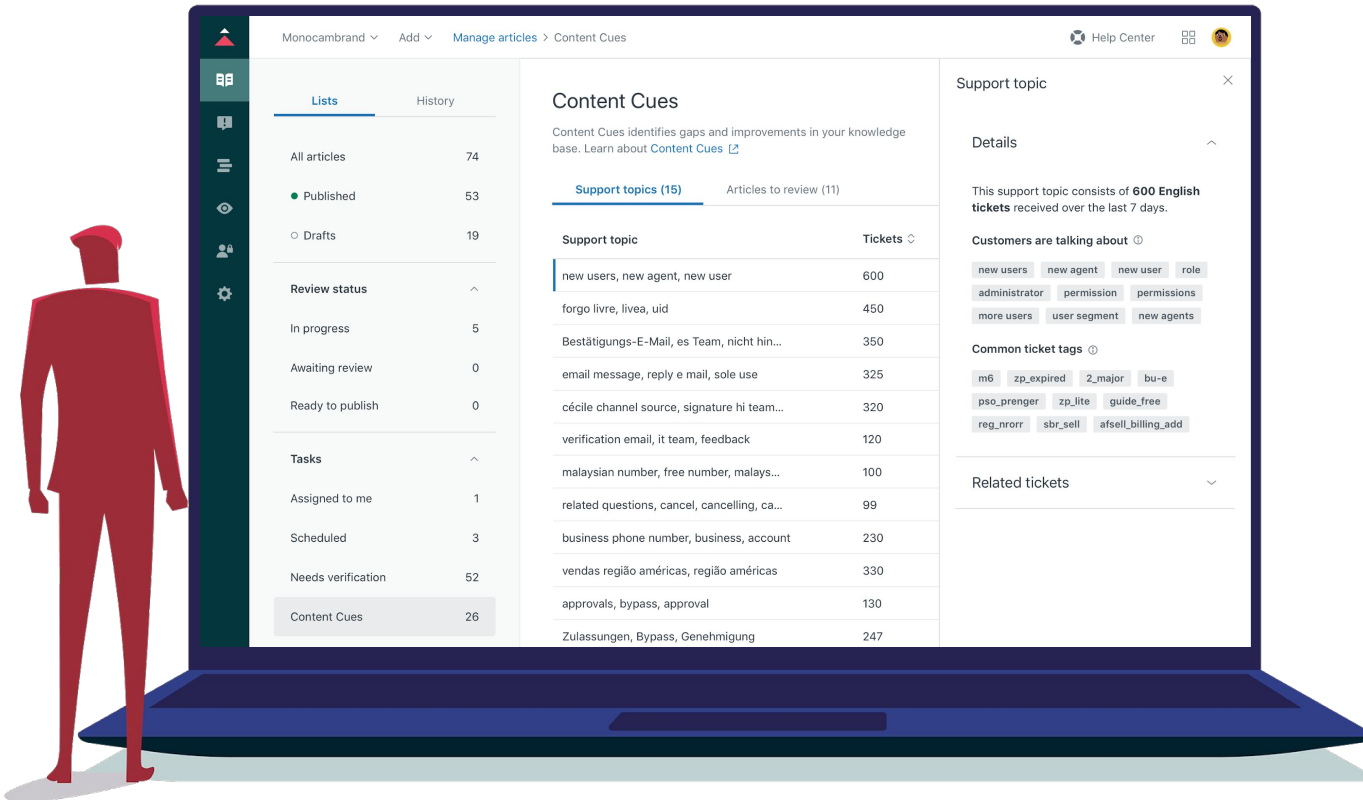 Monocambrand Add Manage articles > Content Cues Help Center
Lists History
All articles 74
Published 53
Drafts 19
Review status
In progress 5
Awaiting review 0
Ready to publish 0
Tasks
Assigned to me 1
Scheduled 3
Needs verification 52
Content Cues 26
Content Cues
Content Cues identifies gaps and improvements in your knowledge
base. Learn about Content Cues
Support topics (15) Articles to review (11)
Support topic Tickets
new users, new agent, new user 600
forgo livre, livea, uid 450
Bestätigungs-E-Mail, es Team, nicht hin... 350
email message, reply e mail, sole use 325
cécile channel source, signature hi team... 320
verification email, it team, feedback 120
malaysian number, free number, malays... 100
related questions, cancel, cancelling, ca... 99
business phone number, business, account 230
vendas região américas, região américas 330
approvals, bypass, approval 130
Zulassungen, Bypass, Genehmigung 247
Support topic
Details
This support topic consists of 600 English
tickets received over the last 7 days.
Customers are talking about
new users new agent new user role
administrator permission permissions
more users user segment new agents
Common ticket tags
m6 zp_expired 2_major bu-e
pso_prenger zp_lite guide_free
reg_nrorr sbr_sell afsell_billing_add
Related tickets